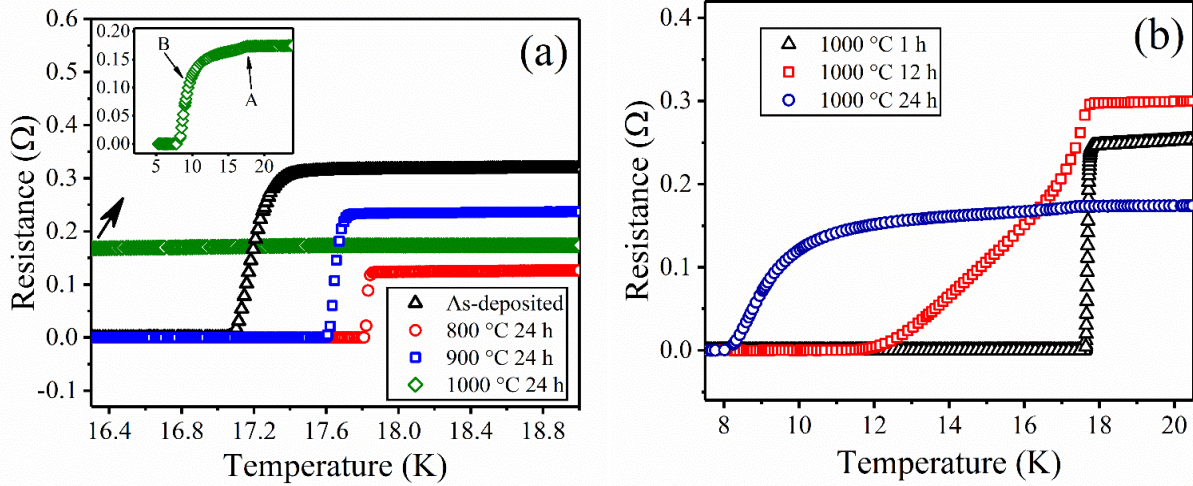 (a)
0.6
0.5
0.4
0.3
0.2
0.1
0.0
-0.1
Resistance (Ω)
0.20
0.15
0.10
0.05
0.00
5 10 15 20
B
A
As-deposited
800 °C 24 h
900 °C 24 h
1000 °C 24 h
16.4 16.8 17.2 17.6 18.0 18.4 18.8
Temperature (K)
(b)
0.4
0.3
0.2
0.1
0.0
Resistance (Ω)
1000 °C 1 h
1000 °C 12 h
1000 °C 24 h
8 10 12 14 16 18 20
Temperature (K)